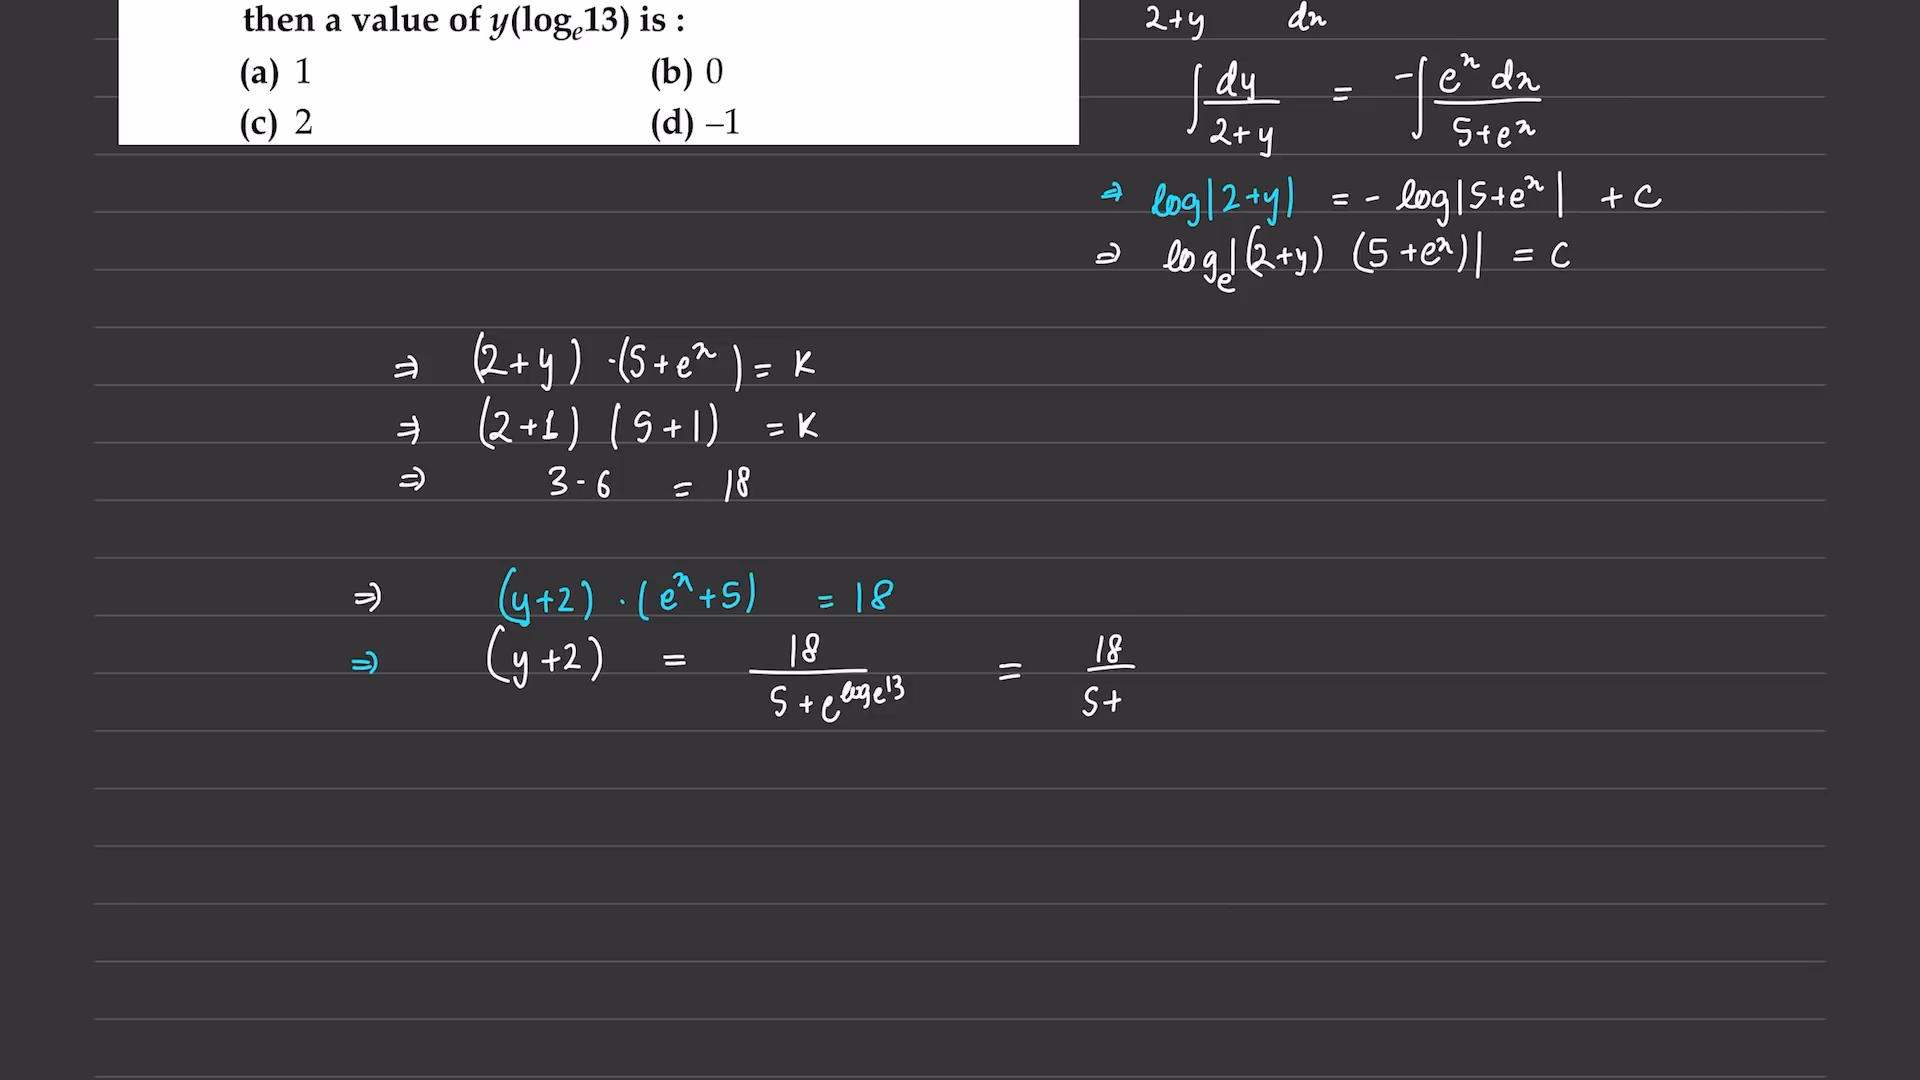 then a value of y(logₑ13) is :
(a) 1 (b) 0
(c) 2 (d) –1
2+y dx
∫ dy/(2+y) = -∫ eˣ dx/(5+eˣ)
⇒ log|2+y| = - log|5+eˣ| + C
⇒ logₑ|(2+y) (5+eˣ)| = C
⇒ (2+y) ·(5+eˣ) = K
⇒ (2+1) (5+1) = K
⇒ 3·6 = 18
⇒ (y+2) · (eˣ+5) = 18
⇒ (y+2) = 18/(5+e^(logₑ13)) = 18/(5+